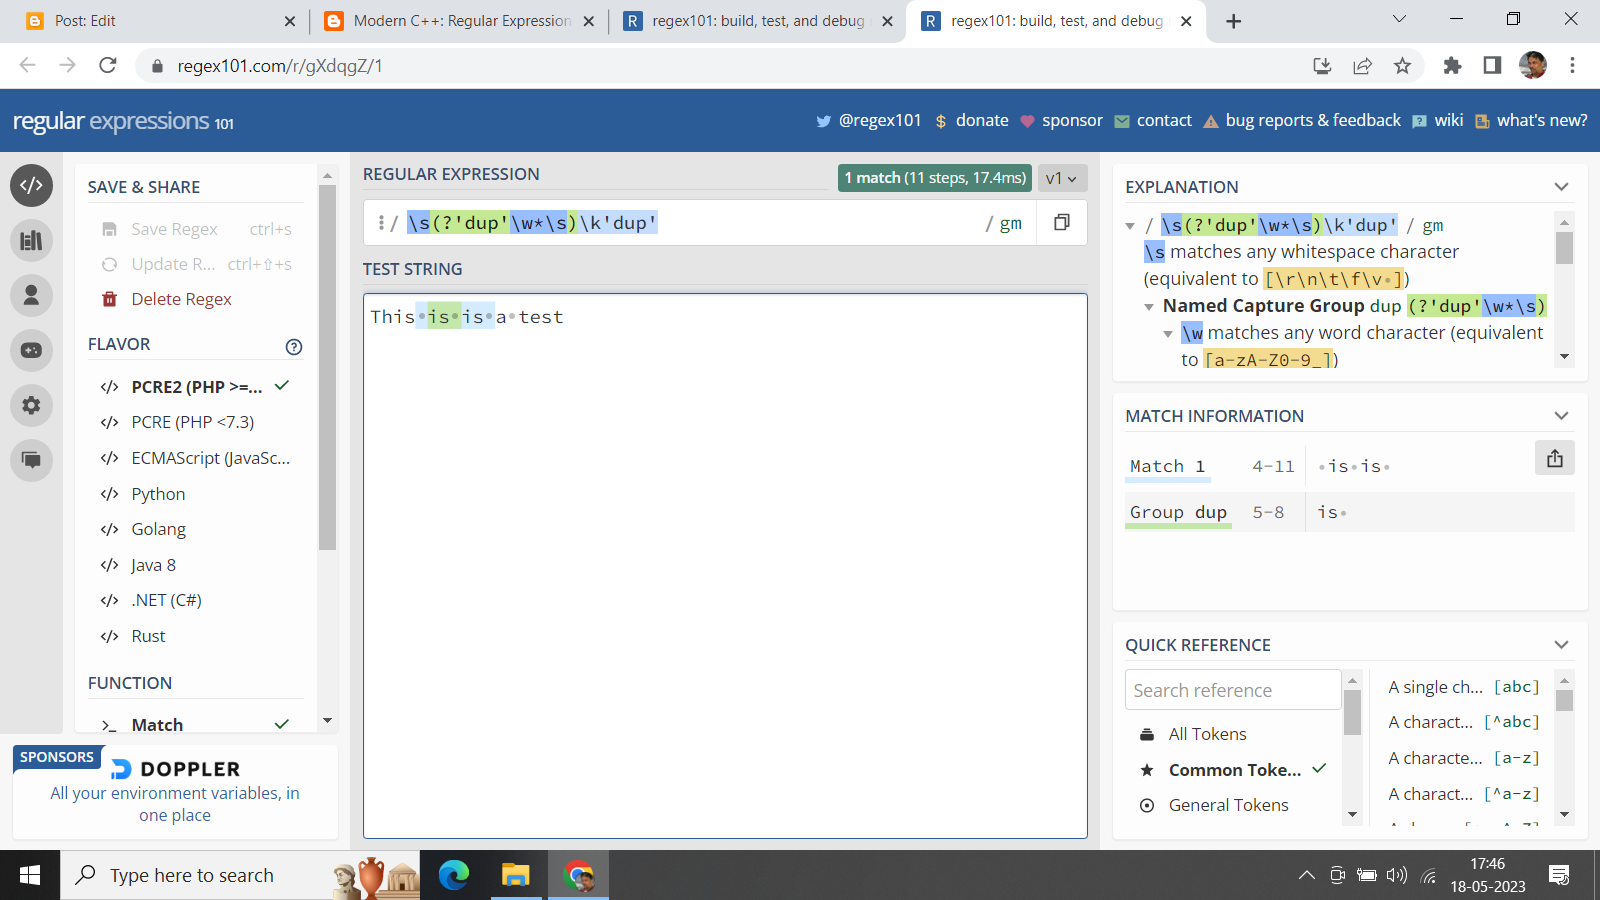 Post: Edit
Modern C++: Regular Expression
regex101: build, test, and debug
regex101: build, test, and debug
regex101.com/r/gXdqgZ/1
regular expressions 101
@regex101
$ donate
sponsor
contact
bug reports & feedback
wiki
what's new?
SAVE & SHARE
Save Regex ctrl+s
Update R... ctrl+⇧+s
Delete Regex
FLAVOR
</> PCRE2 (PHP >=...
</> PCRE (PHP <7.3)
</> ECMAScript (JavaSc...
</> Python
</> Golang
</> Java 8
</> .NET (C#)
</> Rust
FUNCTION
>_ Match
SPONSORS
DOPPLER
All your environment variables, in
one place
REGULAR EXPRESSION
1 match (11 steps, 17.4ms)
v1
/ \s(?'dup'\w*\s)\k'dup' / gm
TEST STRING
This·is·is·a·test
EXPLANATION
/ \s(?'dup'\w*\s)\k'dup' / gm
\s matches any whitespace character
(equivalent to [\r\n\t\f\v·])
Named Capture Group dup (?'dup'\w*\s)
\w matches any word character (equivalent
to [a-zA-Z0-9_])
MATCH INFORMATION
Match 1 4-11 ·is·is·
Group dup 5-8 is·
QUICK REFERENCE
Search reference
All Tokens
Common Toke...
General Tokens
A single ch... [abc]
A charact... [^abc]
A characte... [a-z]
A charact... [^a-z]
Type here to search
17:46
18-05-2023